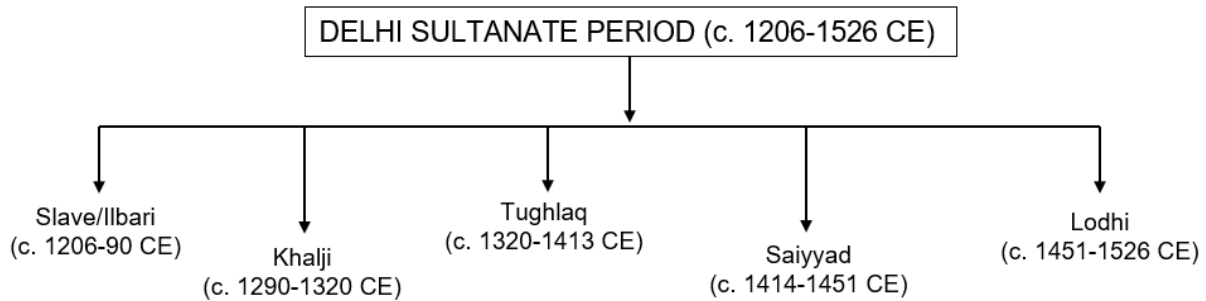 DELHI SULTANATE PERIOD (c. 1206-1526 CE)
Slave/Ilbari
(c. 1206-90 CE)
Khalji
(c. 1290-1320 CE)
Tughlaq
(c. 1320-1413 CE)
Saiyyad
(c. 1414-1451 CE)
Lodhi
(c. 1451-1526 CE)